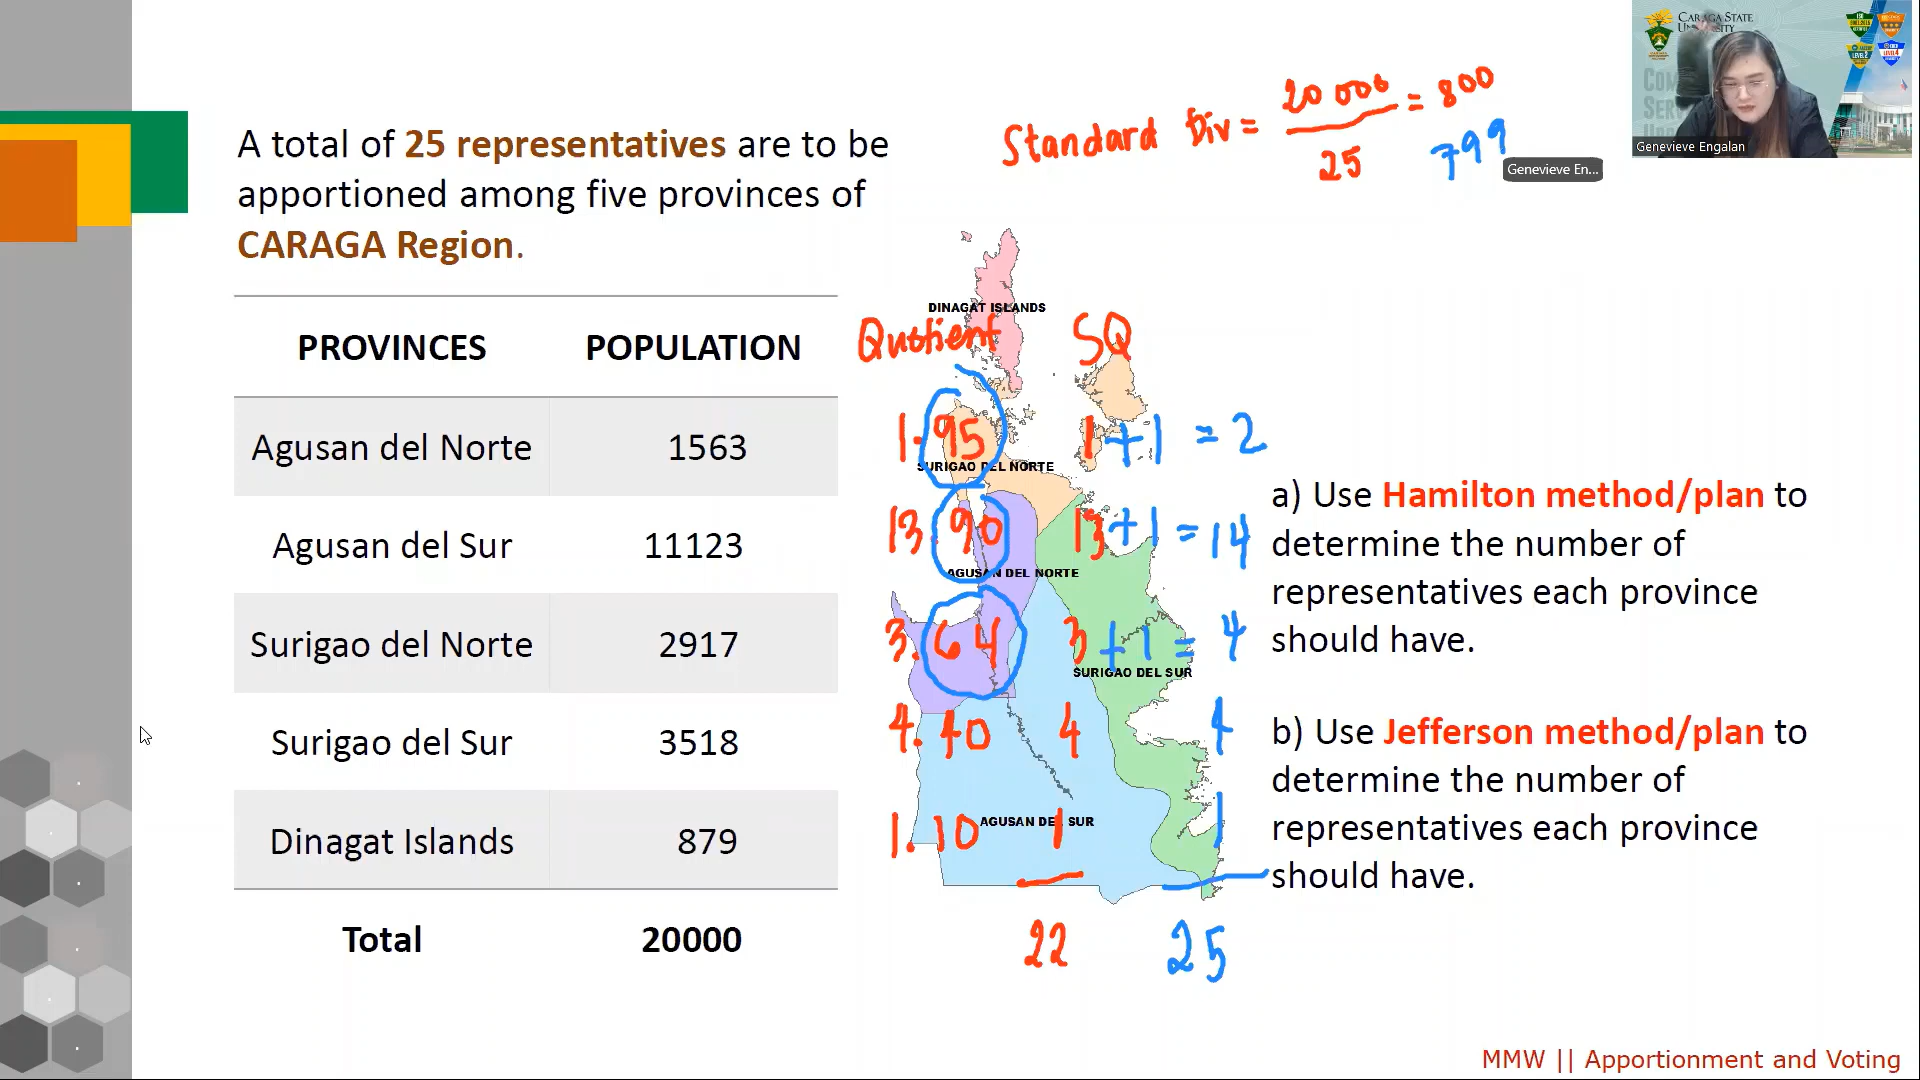 CARAGA STATE
UNIVERSITY
Genevieve Engalan
Genevieve En...
Standard Div = 20 000 / 25 = 800
799
A total of 25 representatives are to be
apportioned among five provinces of
CARAGA Region.
PROVINCES POPULATION
Agusan del Norte 1563
Agusan del Sur 11123
Surigao del Norte 2917
Surigao del Sur 3518
Dinagat Islands 879
Total 20000
DINAGAT ISLANDS
SURIGAO DEL NORTE
AGUSAN DEL NORTE
SURIGAO DEL SUR
AGUSAN DEL SUR
Quotient SQ
1.95 1 + 1 = 2
13.90 13 + 1 = 14
3.64 3 + 1 = 4
4.40 4 4
1.10 1 1
22 25
a) Use Hamilton method/plan to
determine the number of
representatives each province
should have.
b) Use Jefferson method/plan to
determine the number of
representatives each province
should have.
MMW || Apportionment and Voting